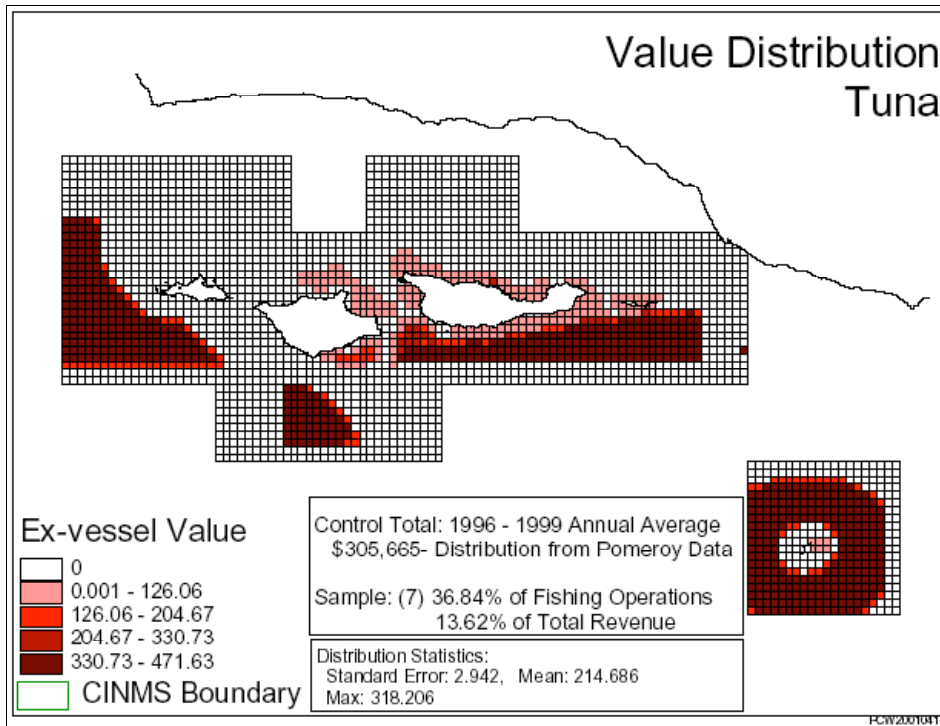 Value Distribution
Tuna
Ex-vessel Value
0
0.001 - 126.06
126.06 - 204.67
204.67 - 330.73
330.73 - 471.63
CINMS Boundary
Control Total: 1996 - 1999 Annual Average
$305,665- Distribution from Pomeroy Data
Sample: (7) 36.84% of Fishing Operations
13.62% of Total Revenue
Distribution Statistics:
Standard Error: 2.942, Mean: 214.686
Max: 318.206